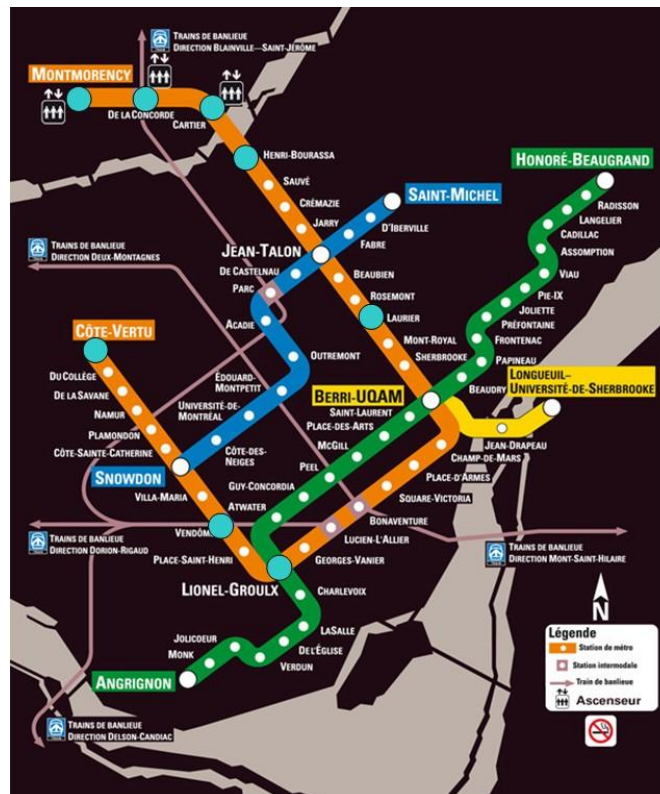 TRAINS DE BANLIEUE
DIRECTION BLAINVILLE—SAINT-JÉRÔME
MONTMORENCY
DE LA CONCORDE
CARTIER
HENRI-BOURASSA
SAUVÉ
CRÉMAZIE
JARRY
HONORÉ-BEAUGRAND
SAINT-MICHEL
RADISSON
LANGELIER
CADILLAC
ASSOMPTION
VIAU
PIE-IX
JOLIETTE
PRÉFONTAINE
FRONTENAC
PAPINEAU
BEAUDRY
D'IBERVILLE
FABRE
JEAN-TALON
DE CASTELNAU
PARC
ACADIE
OUTREMONT
ÉDOUARD-
MONTPETIT
UNIVERSITÉ-DE-
MONTRÉAL
CÔTE-DES-
NEIGES
SNOWDON
BEAUBIEN
ROSEMONT
LAURIER
MONT-ROYAL
SHERBROOKE
TRAINS DE BANLIEUE
DIRECTION DEUX-MONTAGNES
CÔTE-VERTU
DU COLLÈGE
DE LA SAVANE
NAMUR
PLAMONDON
CÔTE-SAINTE-CATHERINE
VILLA-MARIA
VENDÔM
PLACE-SAINT-HENRI
LIONEL-GROULX
LONGUEUIL–
UNIVERSITÉ-DE-SHERBROOKE
JEAN-DRAPEAU
BERRI-UQAM
SAINT-LAURENT
PLACE-DES-ARTS
MCGILL
PEEL
GUY-CONCORDIA
ATWATER
CHAMP-DE-MARS
PLACE-D'ARMES
SQUARE-VICTORIA
BONAVENTURE
LUCIEN-L'ALLIER
GEORGES-VANIER
TRAINS DE BANLIEUE
DIRECTION DORION-RIGAUD
TRAINS DE BANLIEUE
DIRECTION MONT-SAINT-HILAIRE
CHARLEVOIX
LASALLE
DE L'ÉGLISE
VERDUN
JOLICOEUR
MONK
ANGRIGNON
TRAINS DE BANLIEUE
DIRECTION DELSON-CANDIAC
N
Légende
Station de métro
Station intermodale
Train de banlieue
Ascenseur